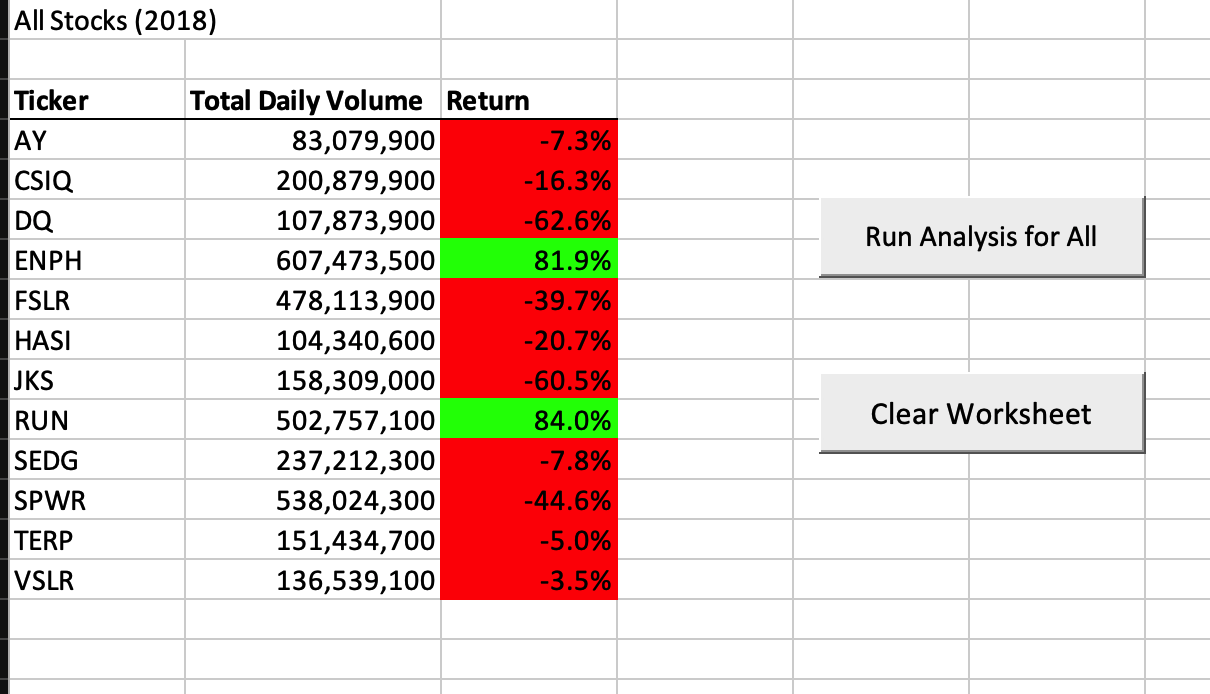 All Stocks (2018)
Ticker Total Daily Volume Return
AY 83,079,900 -7.3%
CSIQ 200,879,900 -16.3%
DQ 107,873,900 -62.6%
Run Analysis for All
ENPH 607,473,500 81.9%
FSLR 478,113,900 -39.7%
HASI 104,340,600 -20.7%
JKS 158,309,000 -60.5%
RUN 502,757,100 84.0%
Clear Worksheet
SEDG 237,212,300 -7.8%
SPWR 538,024,300 -44.6%
TERP 151,434,700 -5.0%
VSLR 136,539,100 -3.5%